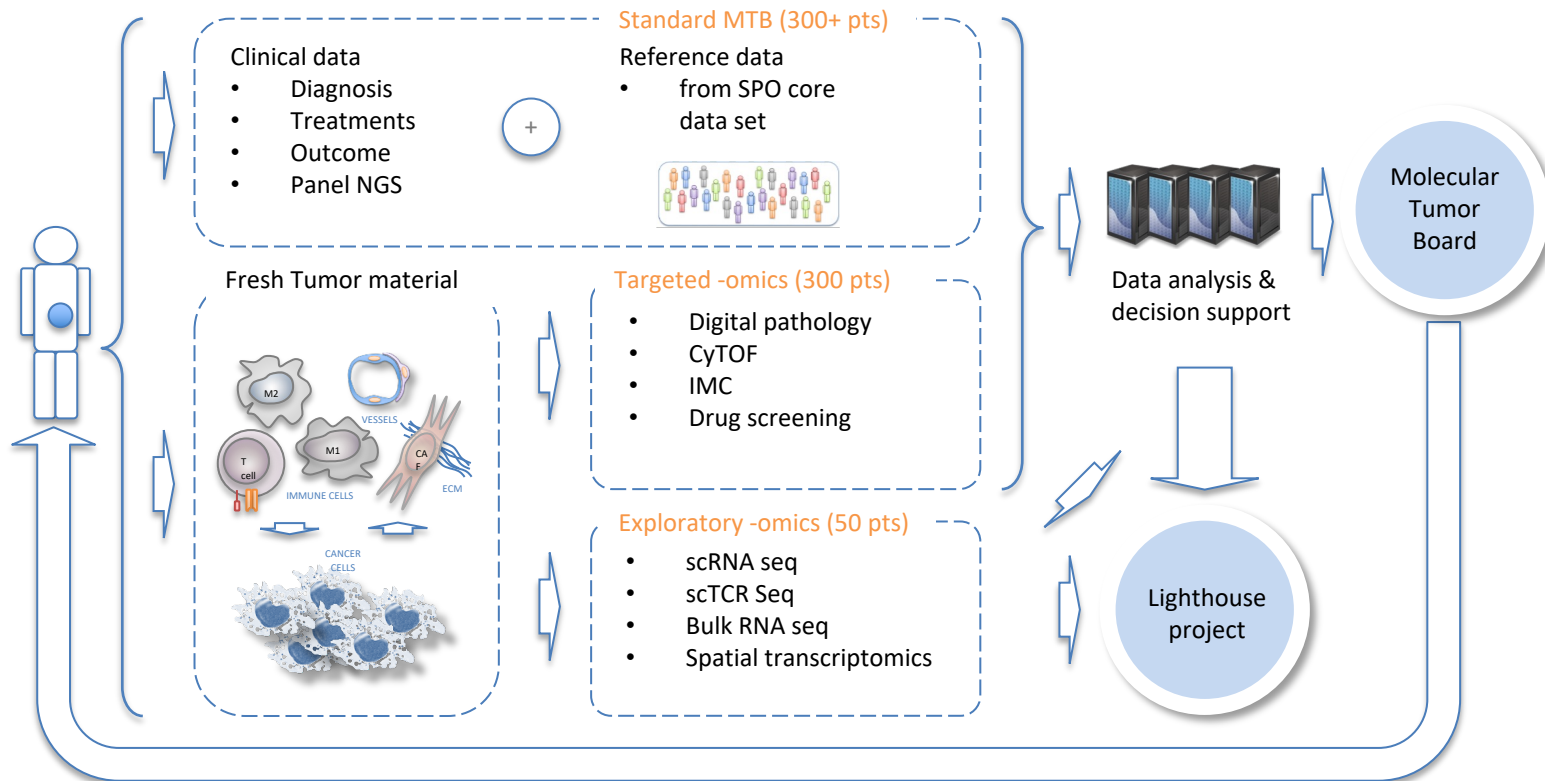 Standard MTB (300+ pts)
Clinical data
• Diagnosis
• Treatments
• Outcome
• Panel NGS
+
Reference data
• from SPO core
data set
Data analysis &
decision support
Molecular
Tumor
Board
Fresh Tumor material
M2
VESSELS
T
cell
M1
CA
F
IMMUNE CELLS
ECM
CANCER
CELLS
Targeted -omics (300 pts)
• Digital pathology
• CyTOF
• IMC
• Drug screening
Exploratory -omics (50 pts)
• scRNA seq
• scTCR Seq
• Bulk RNA seq
• Spatial transcriptomics
Lighthouse
project